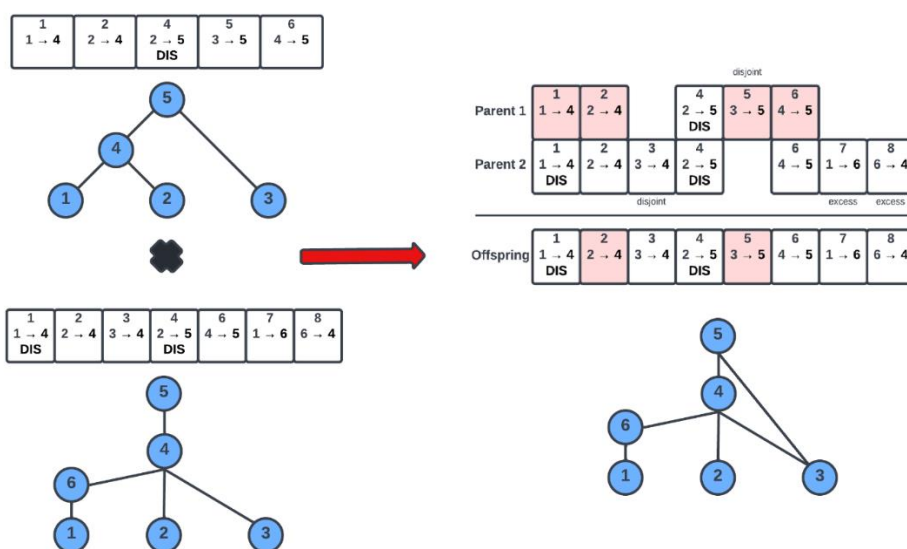 1 2 4 5 6
1 → 4 2 → 4 2 → 5 3 → 5 4 → 5
DIS
5
4
1 2 3
1 2 3 4 6 7 8
1 → 4 2 → 4 3 → 4 2 → 5 4 → 5 1 → 6 6 → 4
DIS DIS
5
4
6
1 2 3
disjoint
1 2 4 5 6
Parent 1 1 → 4 2 → 4 2 → 5 3 → 5 4 → 5
DIS
1 2 3 4 6 7 8
Parent 2 1 → 4 2 → 4 3 → 4 2 → 5 4 → 5 1 → 6 6 → 4
DIS DIS
disjoint excess excess
1 2 3 4 5 6 7 8
Offspring 1 → 4 2 → 4 3 → 4 2 → 5 3 → 5 4 → 5 1 → 6 6 → 4
DIS DIS
5
4
6
1 2 3